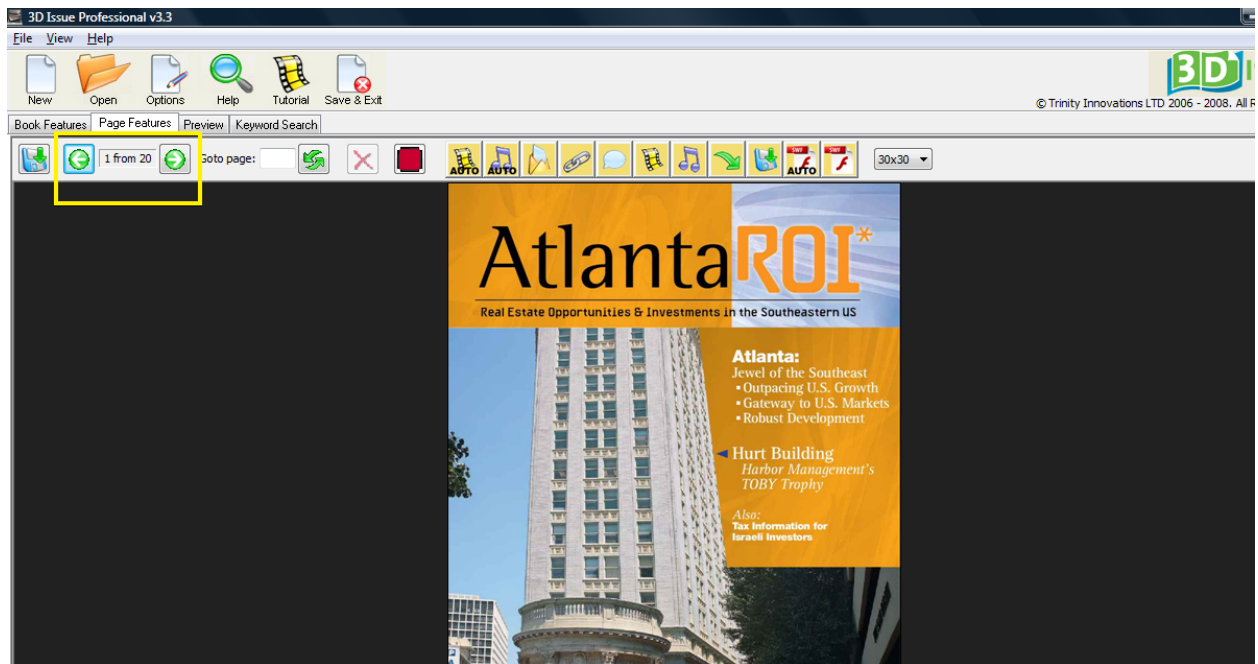 3D Issue Professional v3.3
File View Help
New Open Options Help Tutorial Save & Exit
3D I
© Trinity Innovations LTD 2006 - 2008. All R
Book Features Page Features Preview Keyword Search
1 from 20 Goto page: AUTO AUTO SWF AUTO SWF 30x30
AtlantaROI*
Real Estate Opportunities & Investments in the Southeastern US
Atlanta:
Jewel of the Southeast
▪ Outpacing U.S. Growth
▪ Gateway to U.S. Markets
▪ Robust Development
Hurt Building
Harbor Management's
TOBY Trophy
Also:
Tax Information for
Israeli Investors